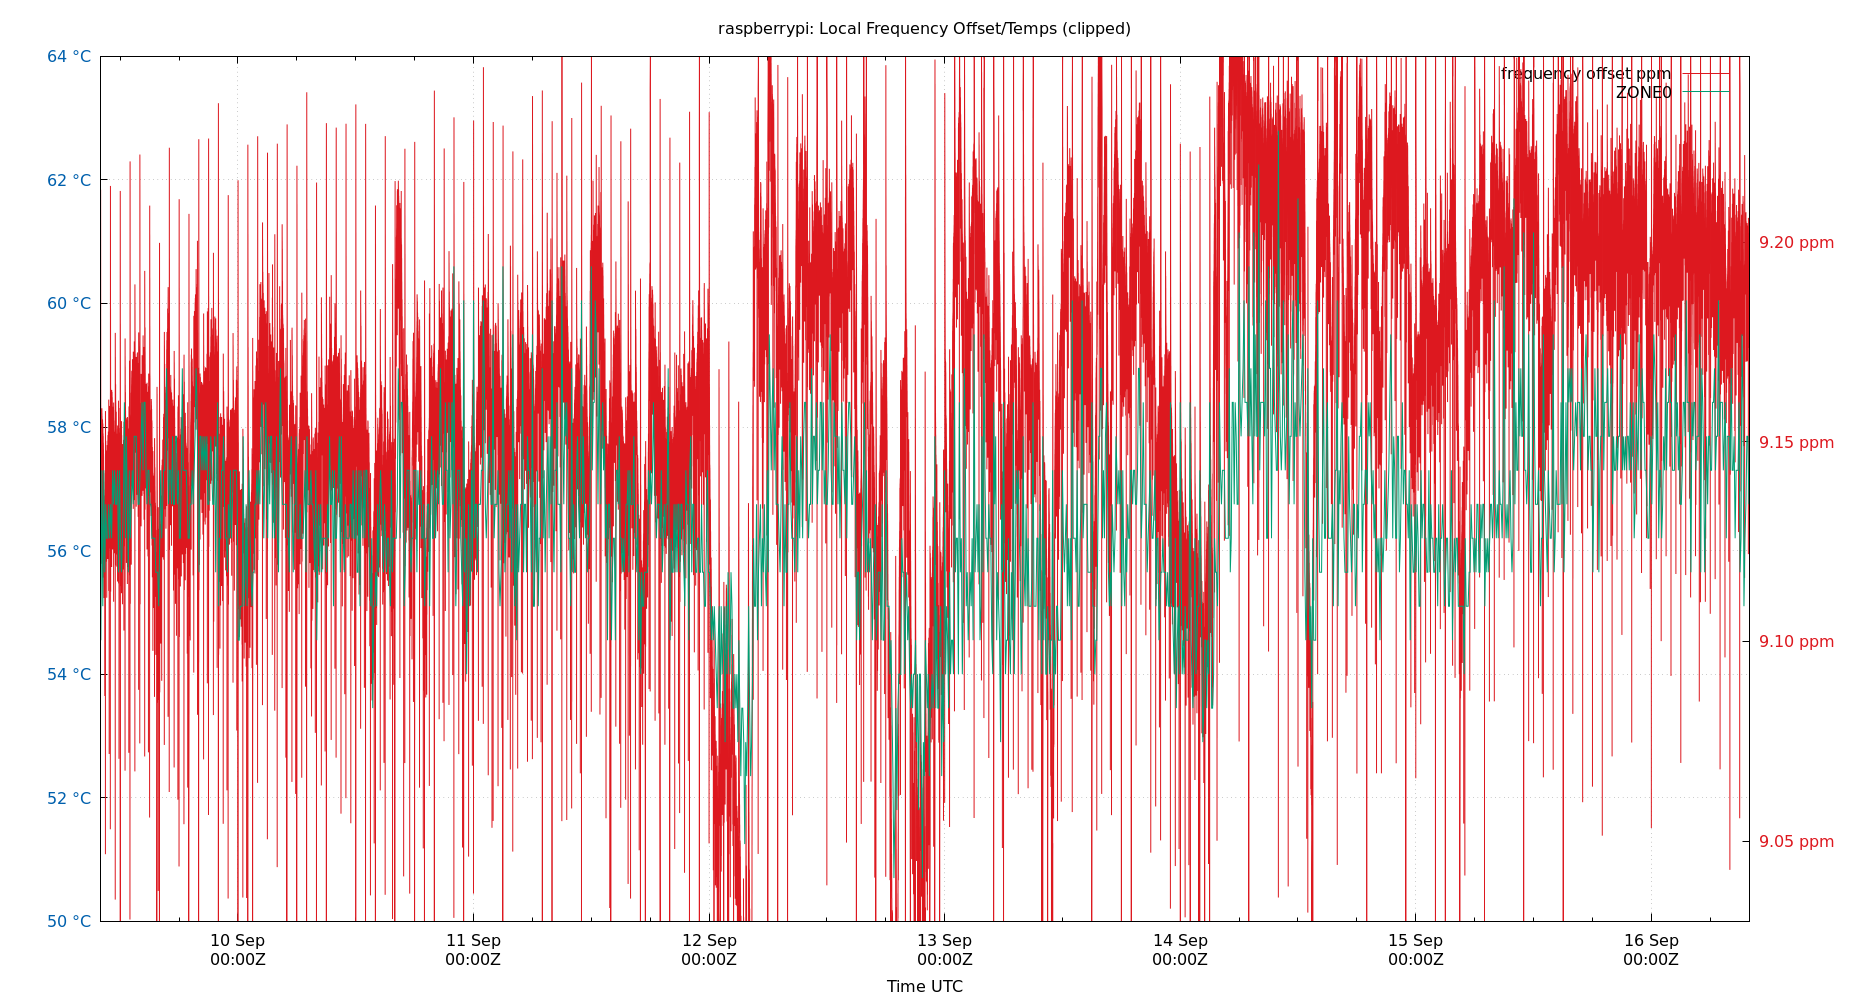 raspberrypi: Local Frequency Offset/Temps (clipped)
64 °C
62 °C
60 °C
58 °C
56 °C
54 °C
52 °C
50 °C
frequency offset ppm
ZONE0
9.20 ppm
9.15 ppm
9.10 ppm
9.05 ppm
10 Sep 11 Sep 12 Sep 13 Sep 14 Sep 15 Sep 16 Sep
00:00Z 00:00Z 00:00Z 00:00Z 00:00Z 00:00Z 00:00Z
Time UTC